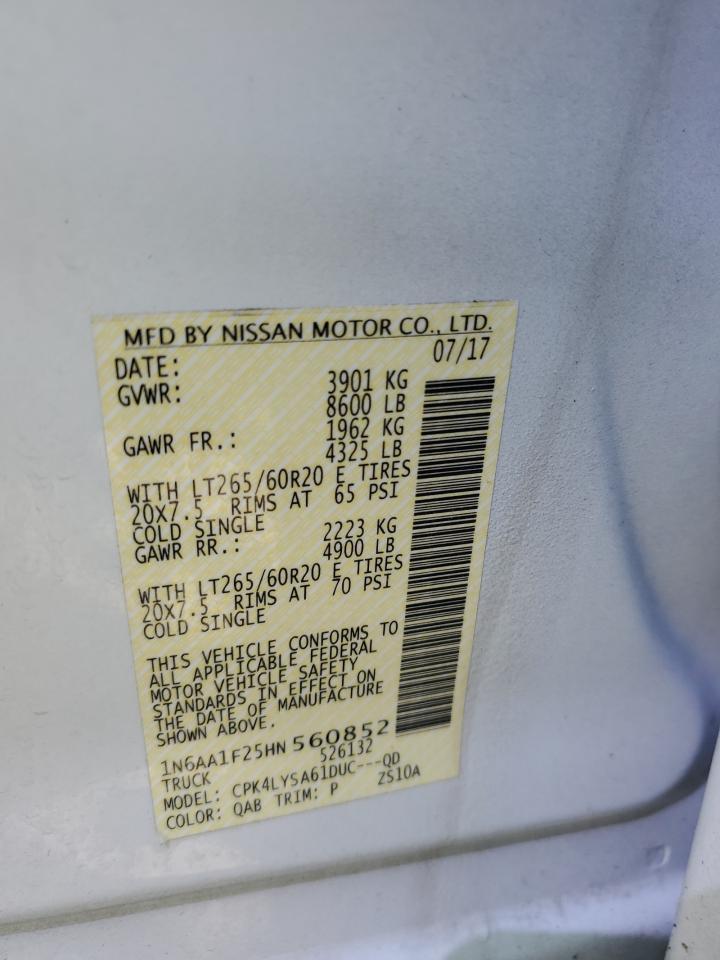 MFD BY NISSAN MOTOR CO., LTD.
DATE: 07/17
GVWR: 3901 KG
8600 LB
GAWR FR.: 1962 KG
4325 LB
WITH LT265/60R20 E TIRES
20X7.5 RIMS AT 65 PSI
COLD SINGLE
GAWR RR.: 2223 KG
4900 LB
WITH LT265/60R20 E TIRES
20X7.5 RIMS AT 70 PSI
COLD SINGLE
THIS VEHICLE CONFORMS TO
ALL APPLICABLE FEDERAL
MOTOR VEHICLE SAFETY
STANDARDS IN EFFECT ON
THE DATE OF MANUFACTURE
SHOWN ABOVE.
1N6AA1F25HN 560852
TRUCK 526132
MODEL: CPK4LYSA61DUC---QD
COLOR: QAB TRIM: P ZS10A